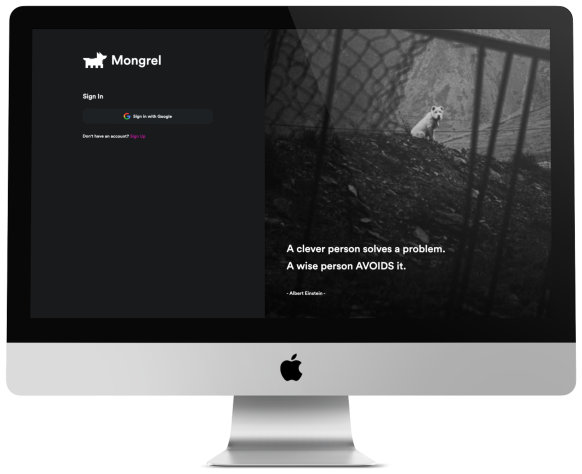 Mongrel
Sign In
Sign in with Google
Don't have an account? Sign Up
A clever person solves a problem.
A wise person AVOIDS it.
- Albert Einstein -